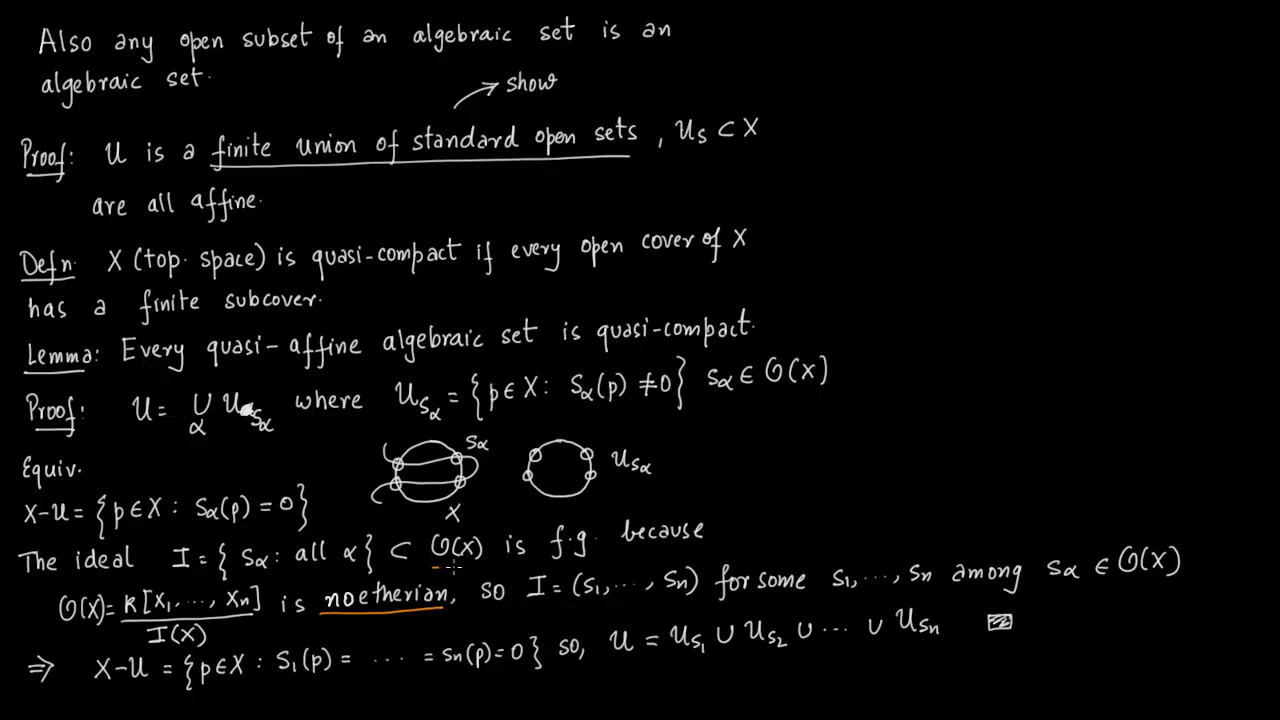 Also any open subset of an algebraic set is an
algebraic set.
show
Proof: U is a finite union of standard open sets, U_S ⊂ X
are all affine.
Defn. X (top. space) is quasi-compact if every open cover of X
has a finite subcover.
Lemma: Every quasi-affine algebraic set is quasi-compact.
Proof: U = ∪_α U_{S_α} where U_{S_α} = {p ∈ X : S_α(p) ≠ 0} S_α ∈ O(X)
S_α
U_{S_α}
X
Equiv.
X-U = {p ∈ X : S_α(p) = 0}
The ideal I = {S_α : all α} ⊂ O(X) is f.g. because
O(X) = k[X_1, ..., X_n] / I(X) is noetherian, so I = (S_1, ..., S_n) for some S_1, ..., S_n among S_α ∈ O(X)
⇒ X-U = {p ∈ X : S_1(p) = ..... = S_n(p) = 0} so, U = U_{S_1} ∪ U_{S_2} ∪ ... ∪ U_{S_n}